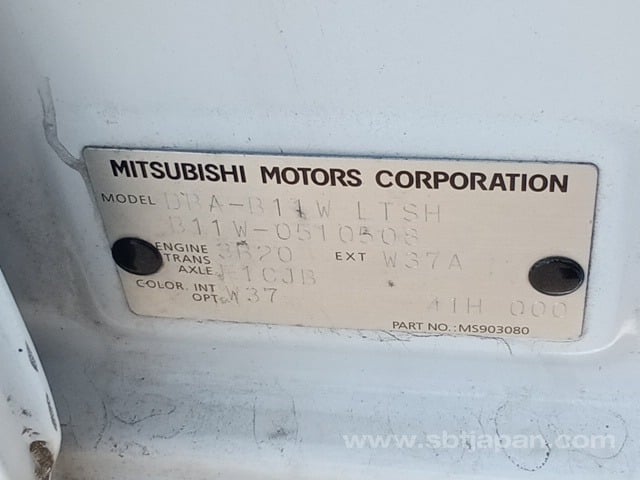 MITSUBISHI MOTORS CORPORATION
MODEL DBA-B11W LTSH
B11W-0510508
ENGINE 3B20 EXT W37A
TRANS
AXLE F1CJB
COLOR. INT W37
OPT.
41H 000
PART NO.:MS903080
www.sbtjapan.com